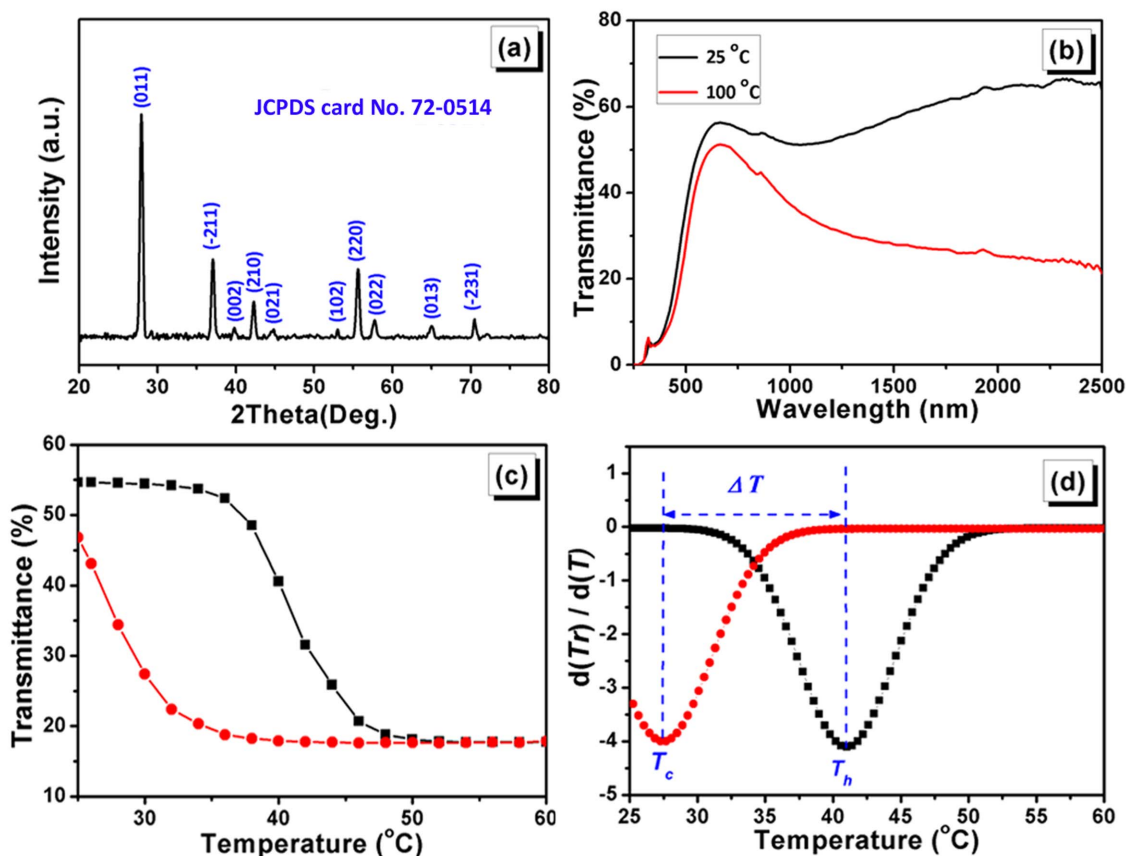 (a)
JCPDS card No. 72-0514
(011)
(-211)
(002)
(210)
(021)
(102)
(220)
(022)
(013)
(-231)
Intensity (a.u.)
20 30 40 50 60 70 80
2Theta(Deg.)
(b)
25 °C
100 °C
80
60
40
20
0
Transmittance (%)
500 1000 1500 2000 2500
Wavelength (nm)
(c)
60
50
40
30
20
10
Transmittance (%)
30 40 50 60
Temperature (°C)
(d)
Δ T
1
0
-1
-2
-3
-4
-5
d(Tr) / d(T)
Tc
Th
25 30 35 40 45 50 55 60
Temperature (°C)